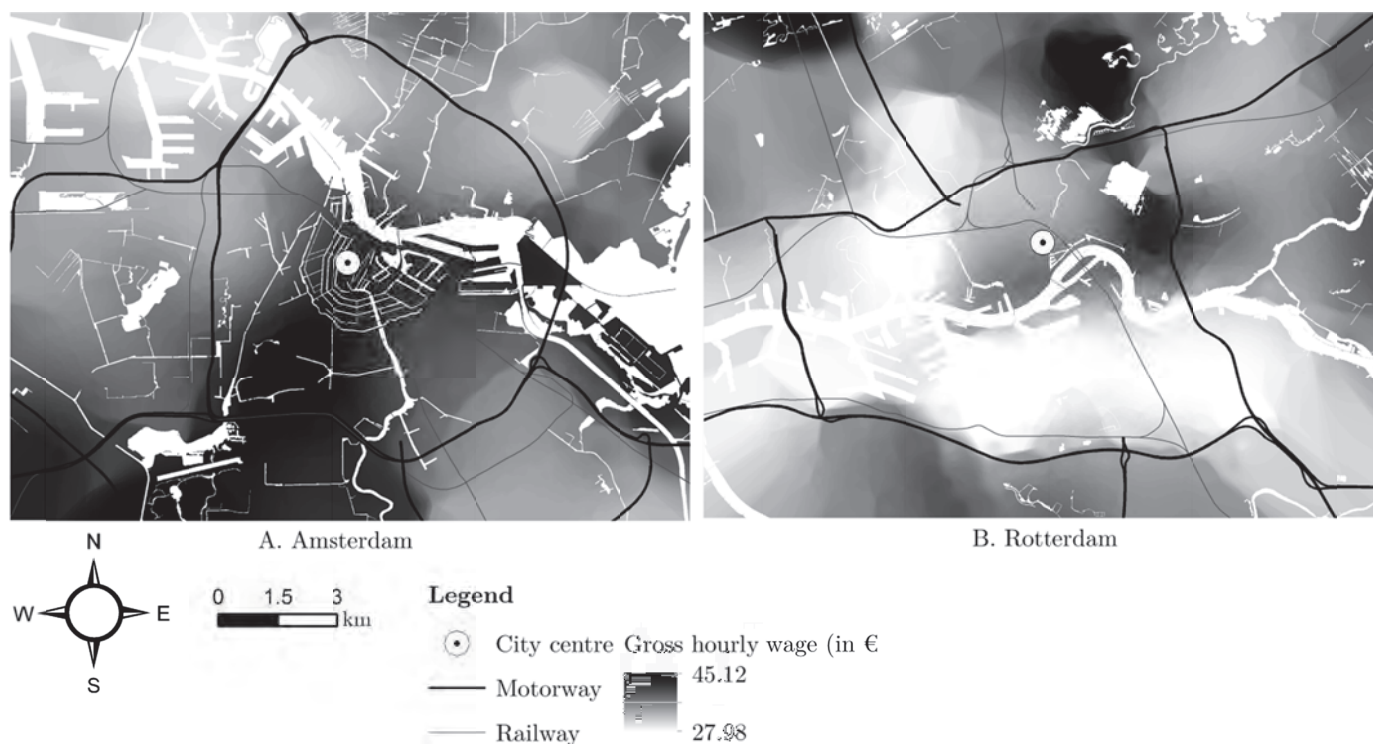 A. Amsterdam
B. Rotterdam
N
W E
S
0 1.5 3
km
Legend
City centre Gross hourly wage (in €
45.12
Motorway
Railway
27.98